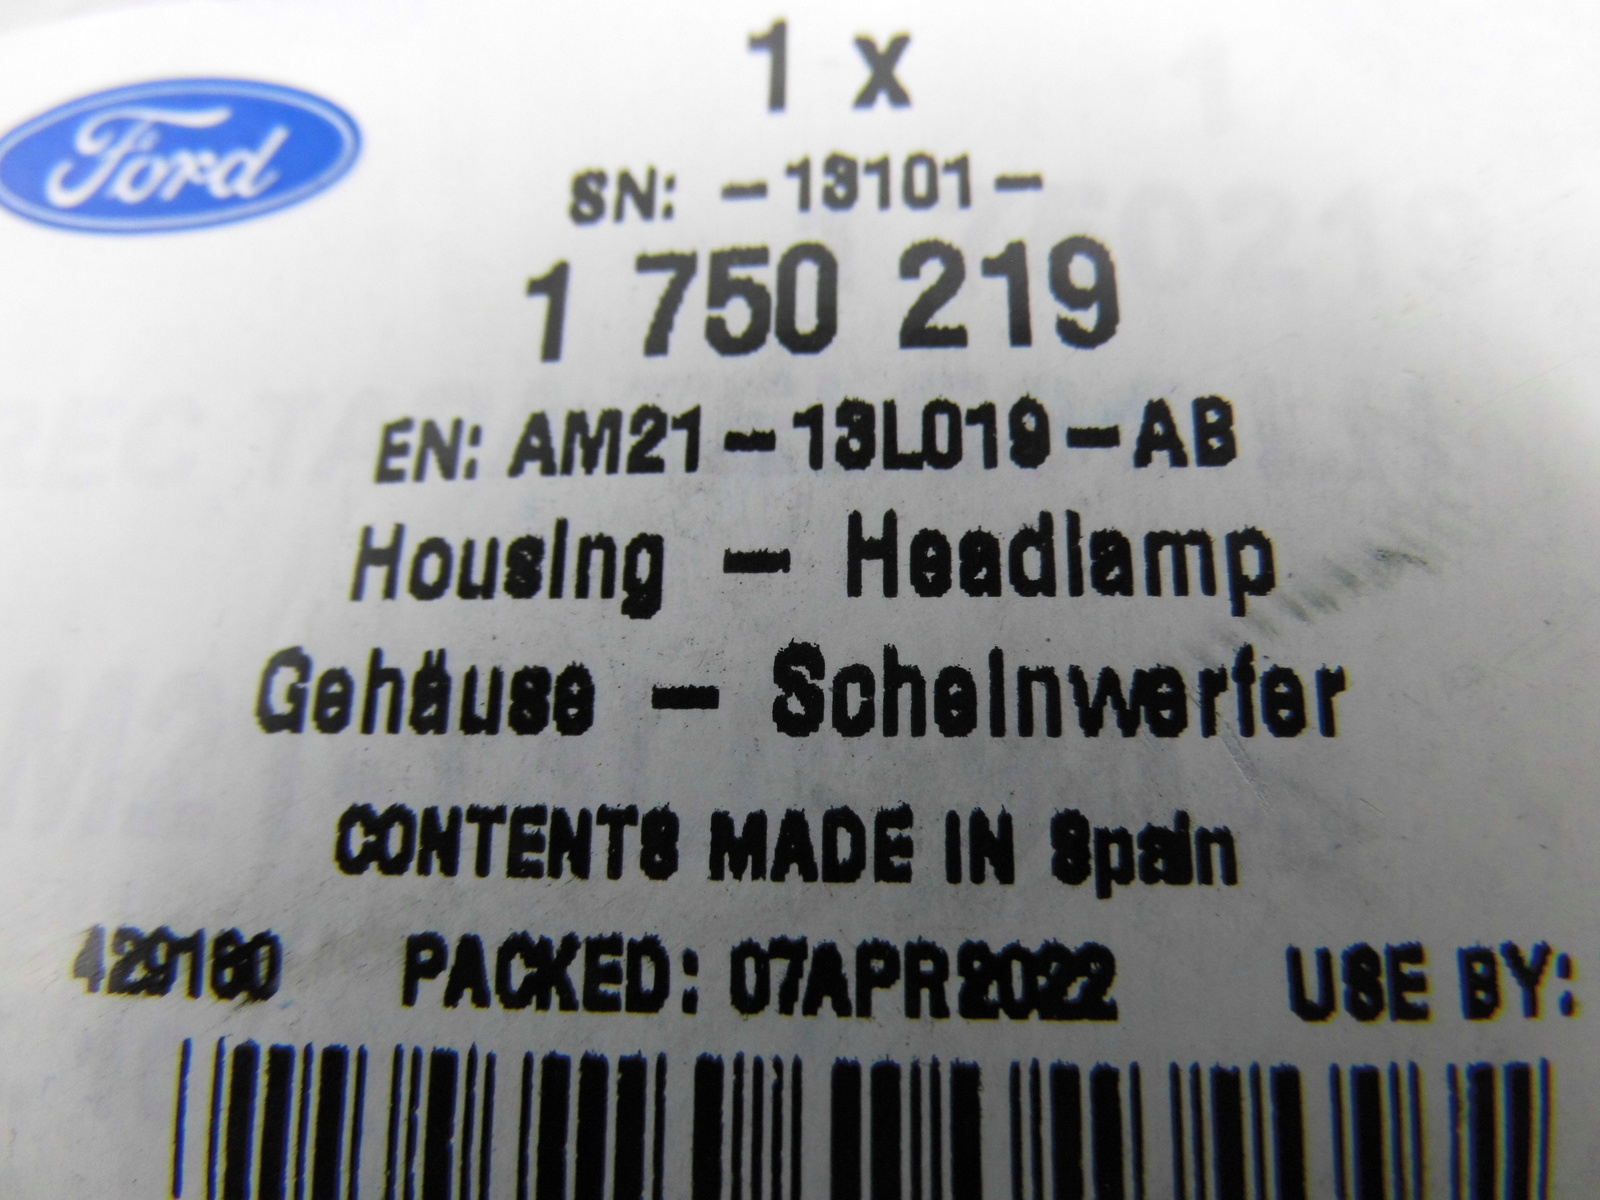 Ford
1 x
SN: -13101-
1 750 219
EN: AM21-13L019-AB
Housing - Headlamp
Gehäuse - Scheinwerfer
CONTENTS MADE IN Spain
429160 PACKED: 07APR2022 USE BY: